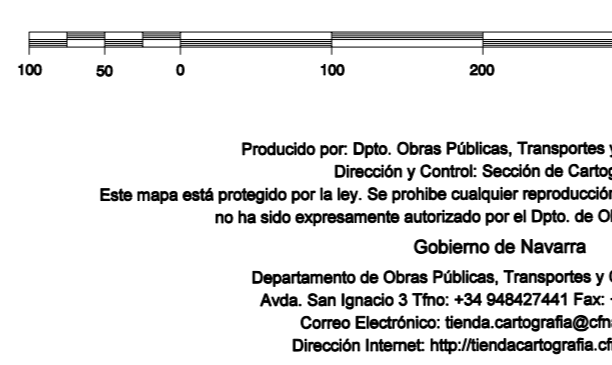 100 50 0 100 200
Producido por: Dpto. Obras Públicas, Transportes y
Dirección y Control: Sección de Cartog
Este mapa está protegido por la ley. Se prohibe cualquier reproducción
no ha sido expresamente autorizado por el Dpto. de Ob
Gobierno de Navarra
Departamento de Obras Públicas, Transportes y C
Avda. San Ignacio 3 Tfno: +34 948427441 Fax: +
Correo Electrónico: tienda.cartografia@cfna
Dirección Internet: http://tiendacartografia.cf